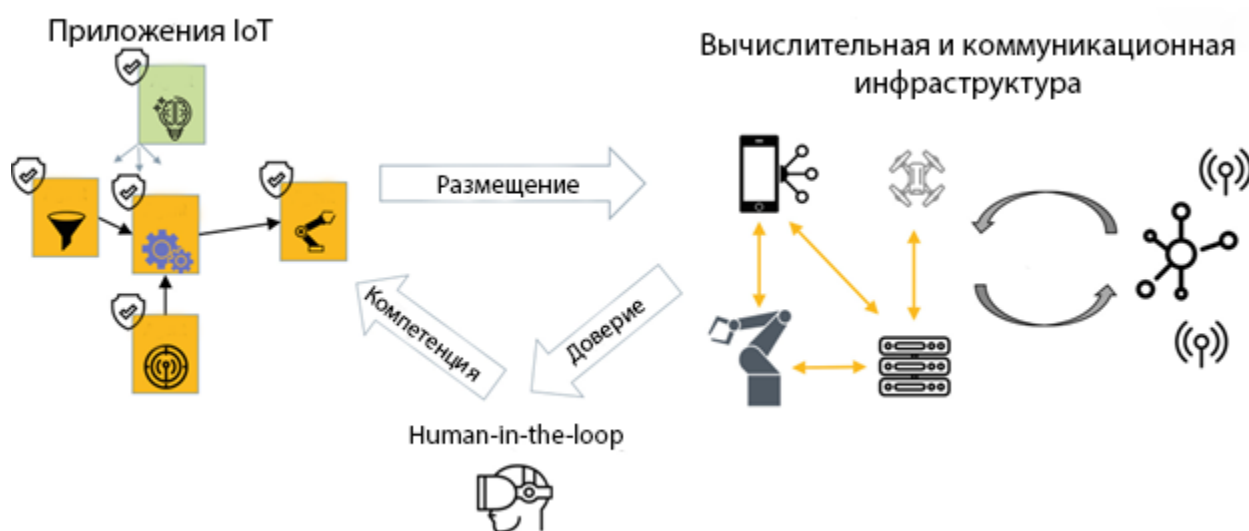 Приложения IoT
Вычислительная и коммуникационная
инфраструктура
Размещение
Компетенция
Доверие
Human-in-the-loop